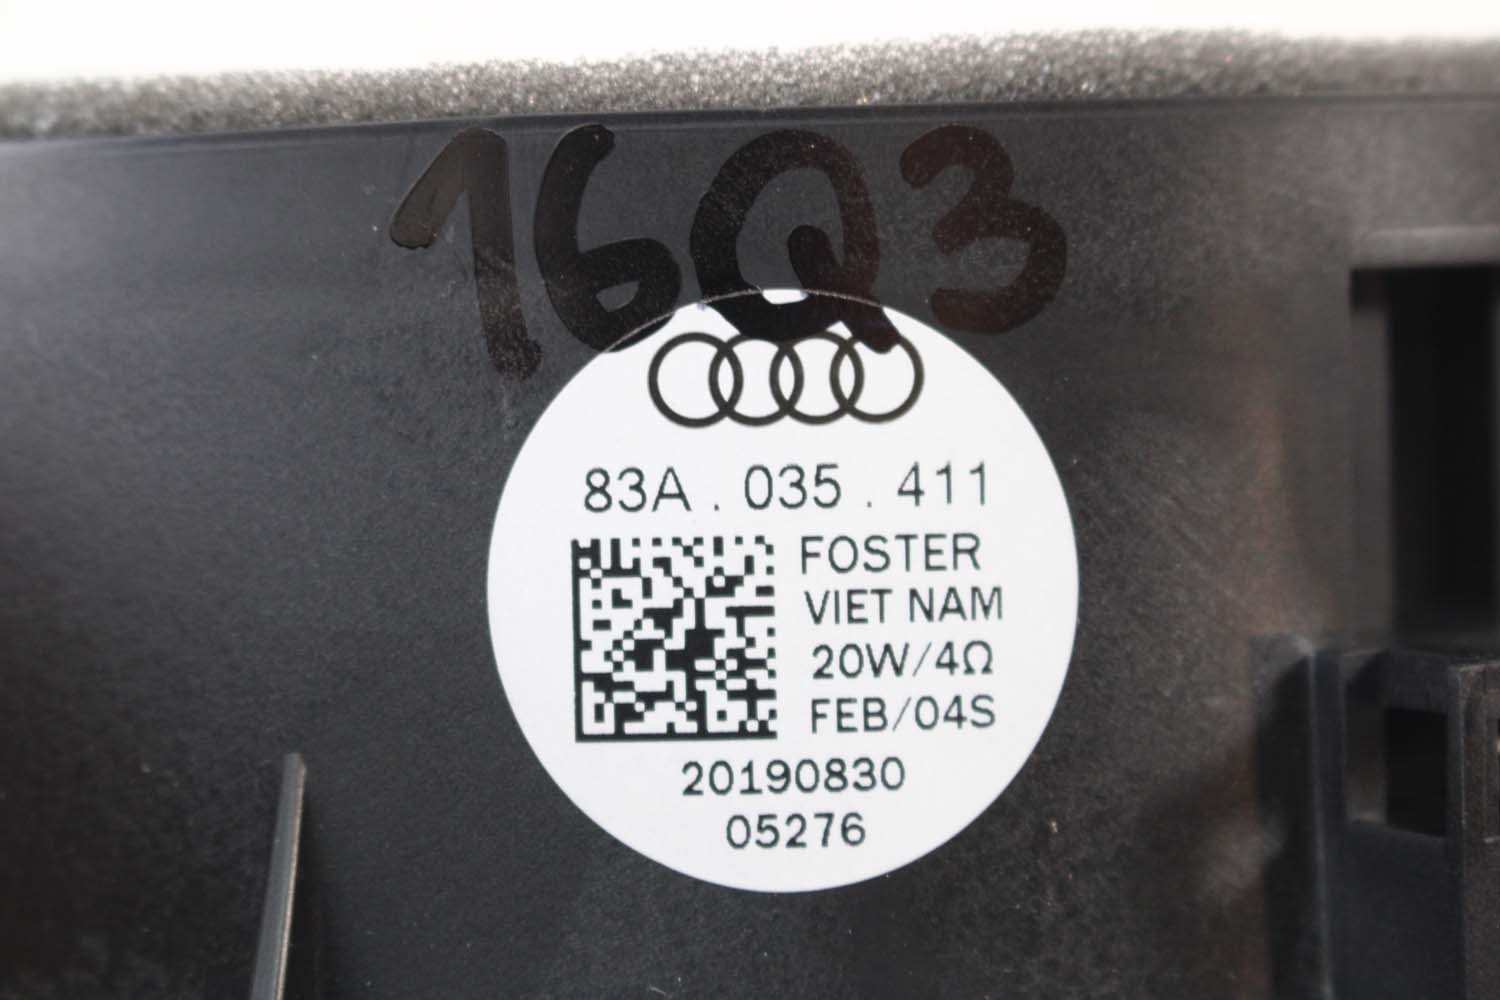 16Q3
83A . 035 . 411
FOSTER
VIET NAM
20W/4Ω
FEB/04S
20190830
05276